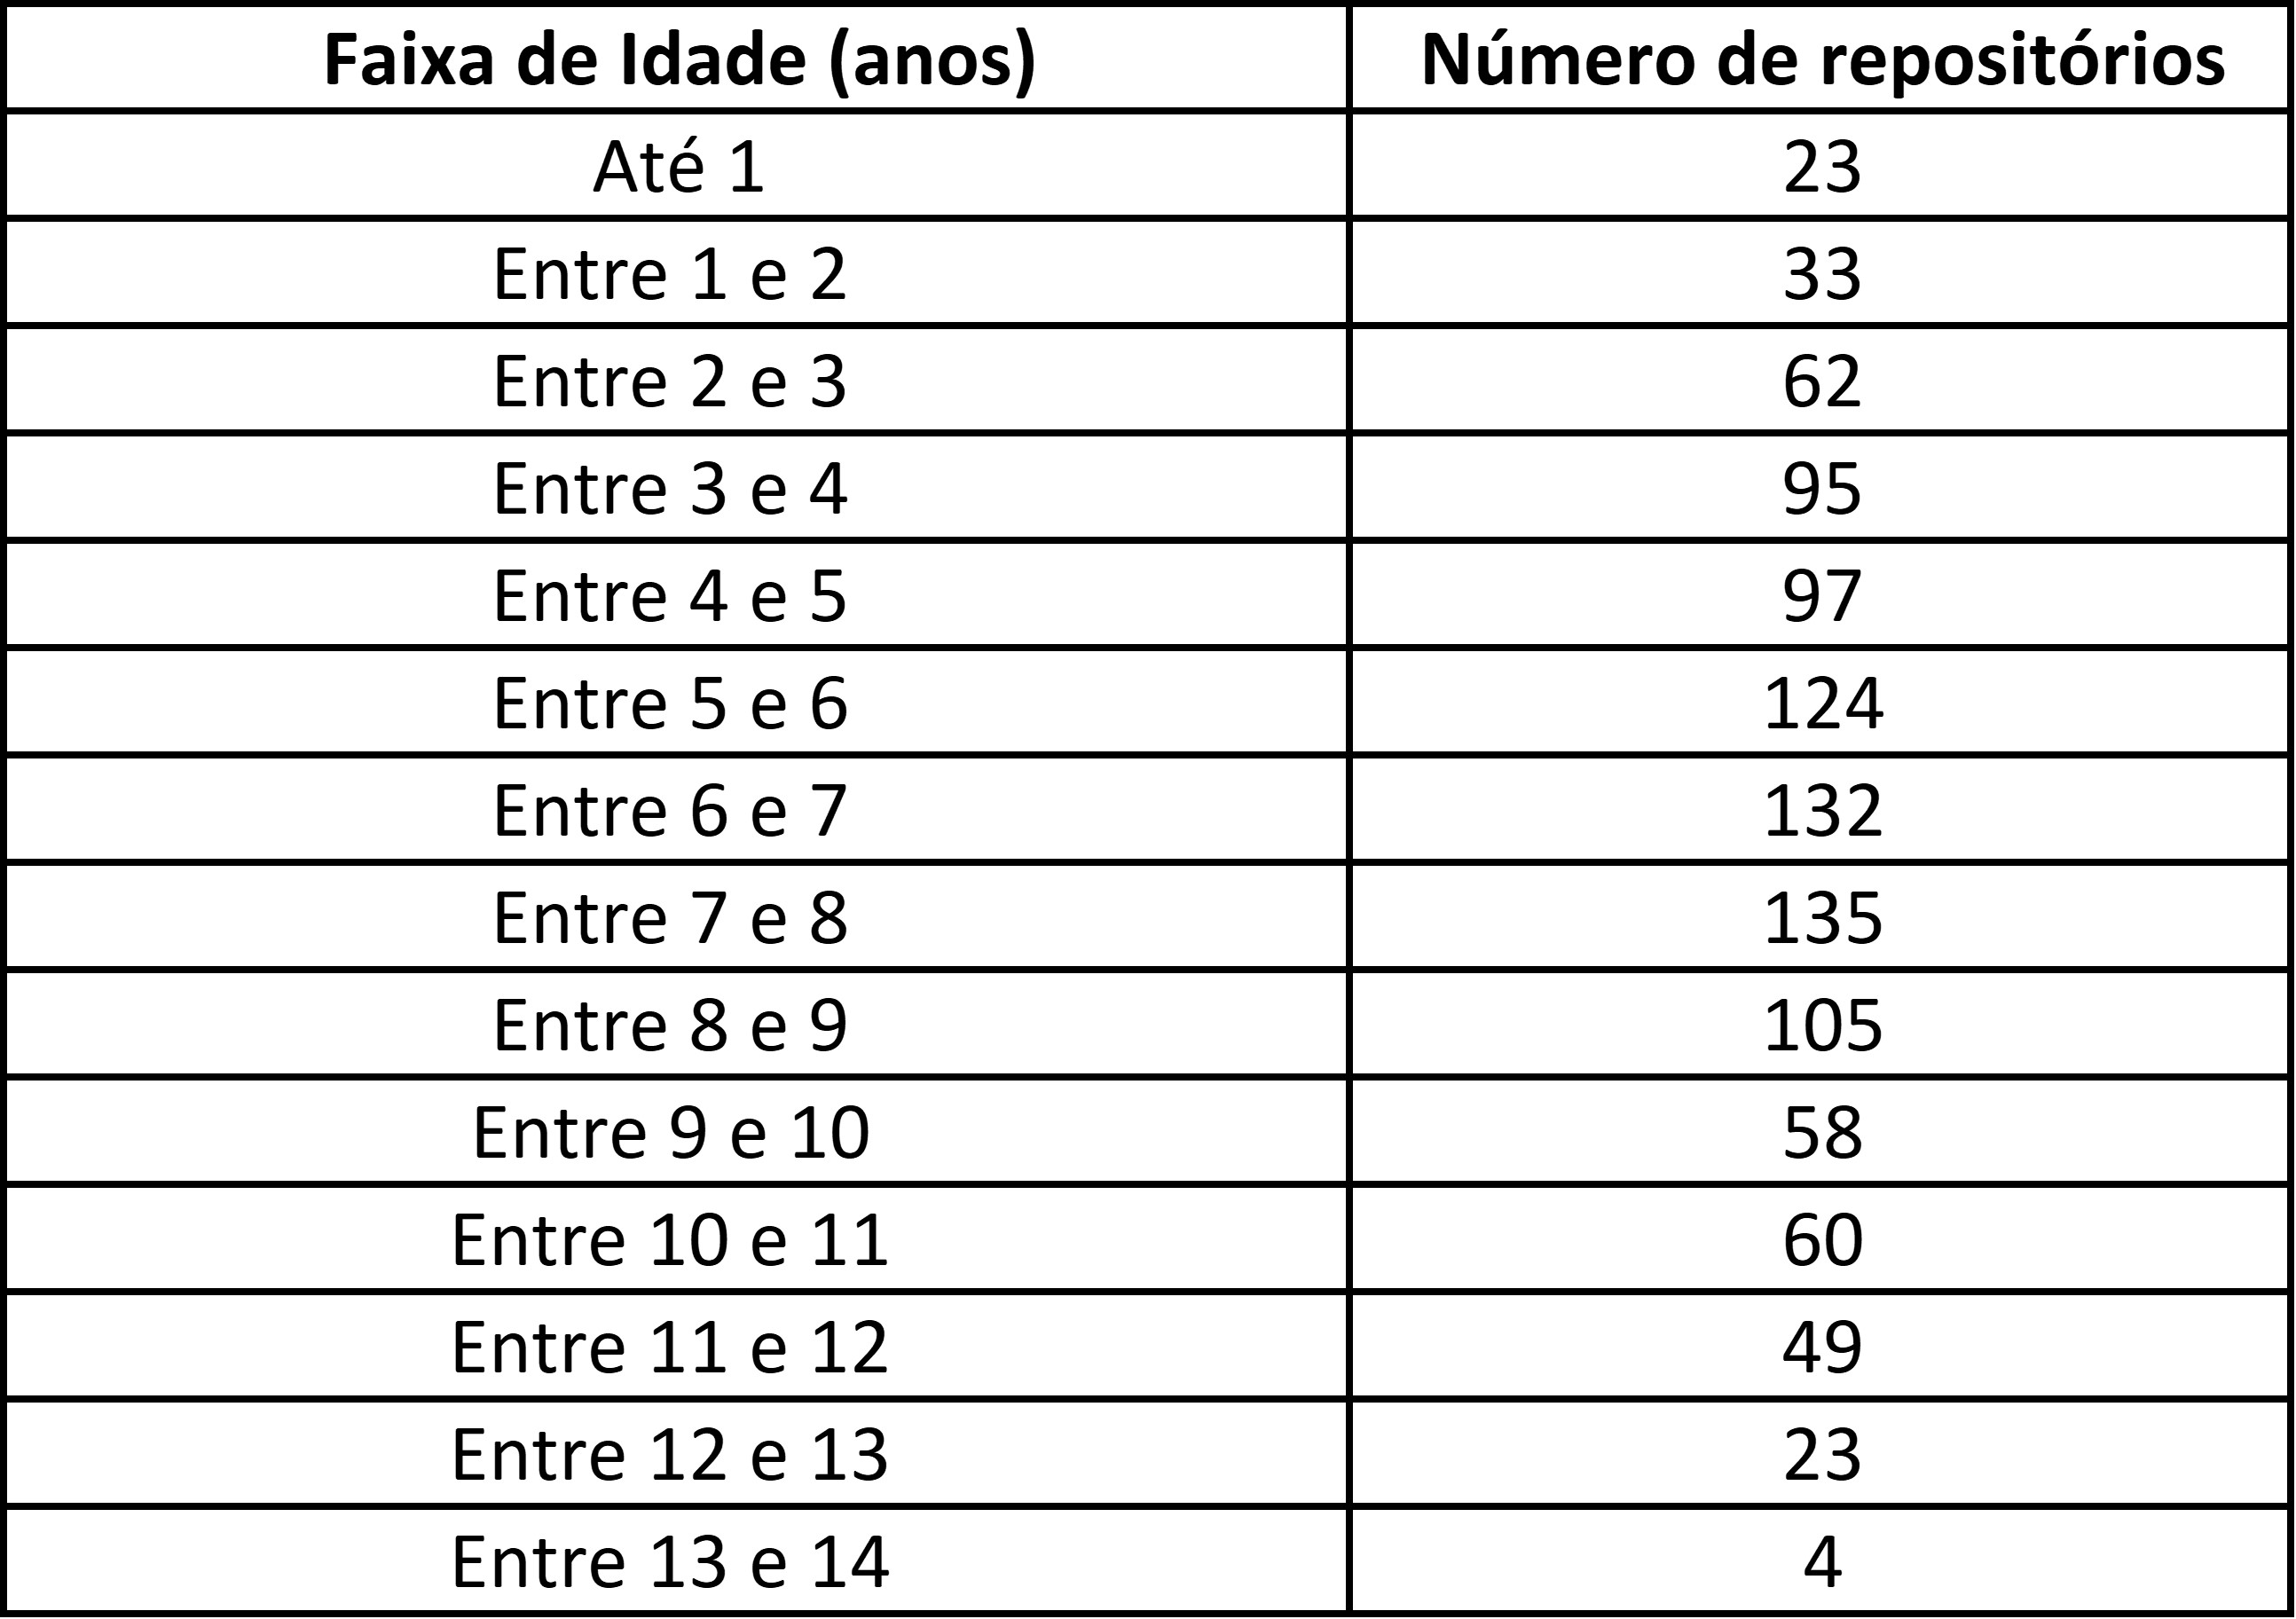 Faixa de Idade (anos) Número de repositórios
Até 1 23
Entre 1 e 2 33
Entre 2 e 3 62
Entre 3 e 4 95
Entre 4 e 5 97
Entre 5 e 6 124
Entre 6 e 7 132
Entre 7 e 8 135
Entre 8 e 9 105
Entre 9 e 10 58
Entre 10 e 11 60
Entre 11 e 12 49
Entre 12 e 13 23
Entre 13 e 14 4